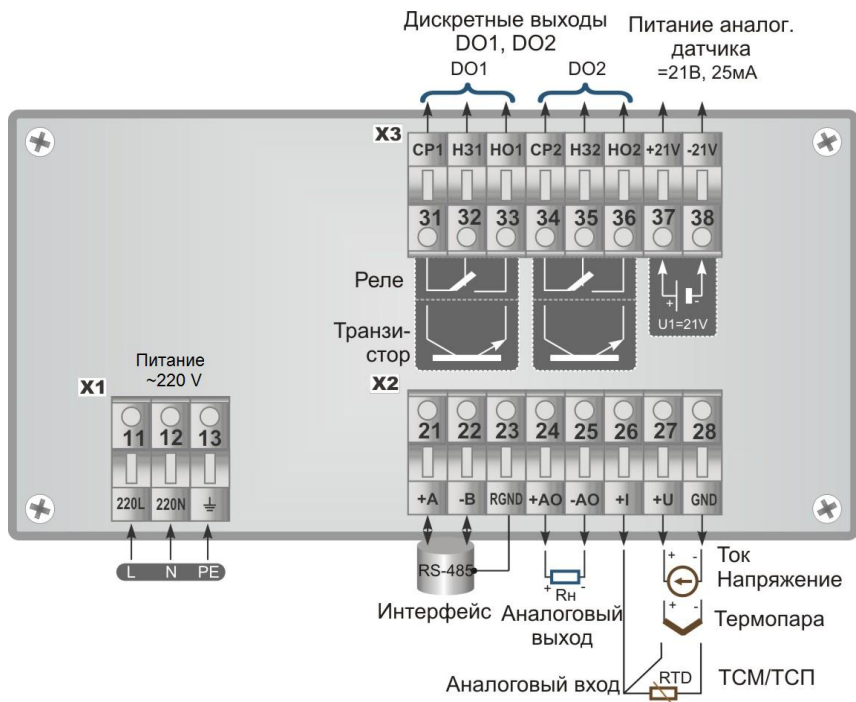 Дискретные выходы
DO1, DO2
Питание аналог.
датчика
=21В, 25мА
DO1
DO2
X3
CP1 H31 HO1 CP2 H32 HO2 +21V -21V
31 32 33 34 35 36 37 38
Реле
+ -
U1=21V
Транзи-
стор
Питание
~220 V
X1
X2
11 12 13
21 22 23 24 25 26 27 28
220L 220N
+A -B RGND +AO -AO +I +U GND
L N PE
RS-485
+ Rн -
+ -
Ток
Напряжение
Интерфейс
Аналоговый
выход
+ -
Термопара
Аналоговый вход
RTD
ТСМ/ТСП